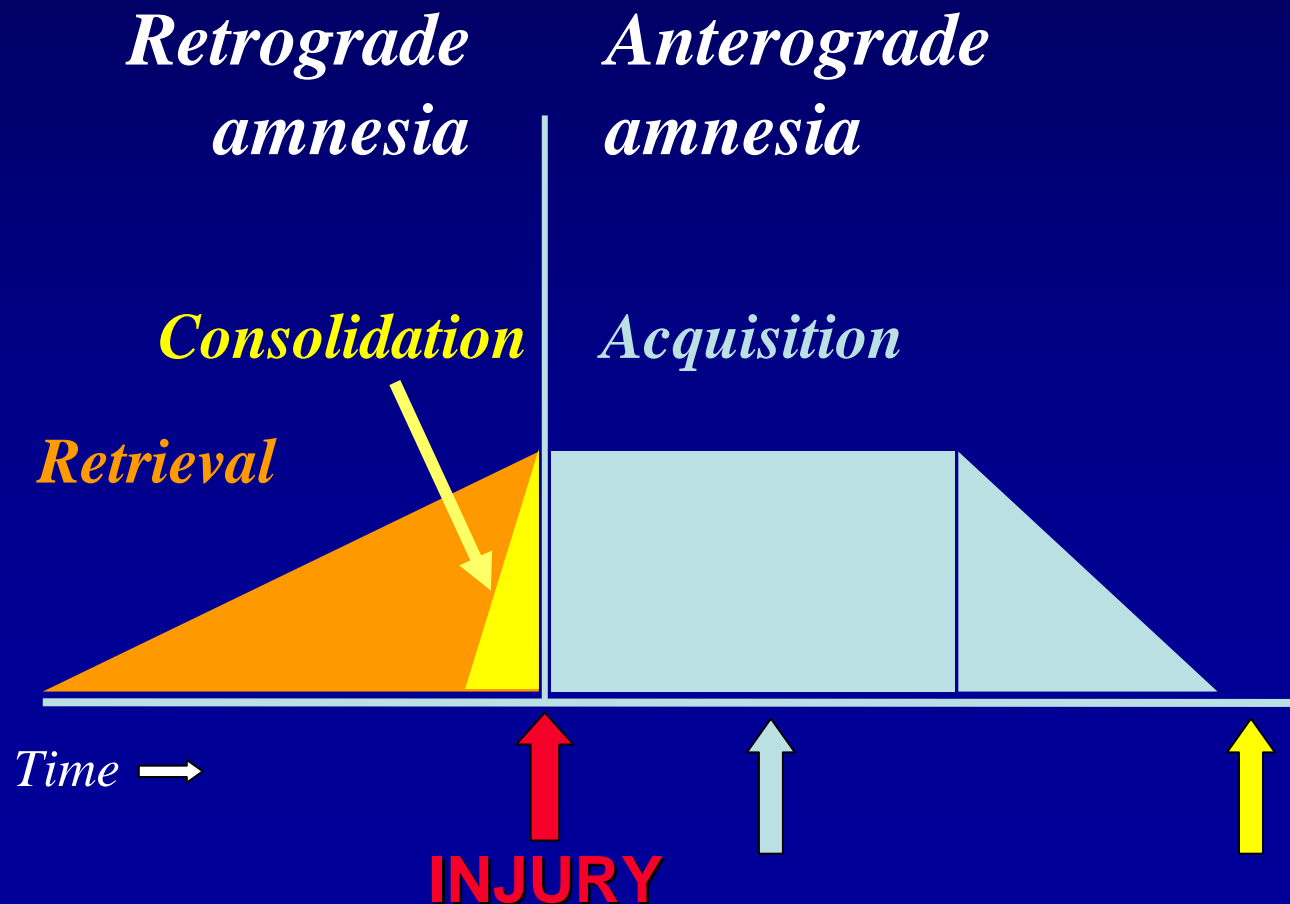 Retrograde
amnesia
Anterograde
amnesia
Consolidation
Acquisition
Retrieval
Time
INJURY